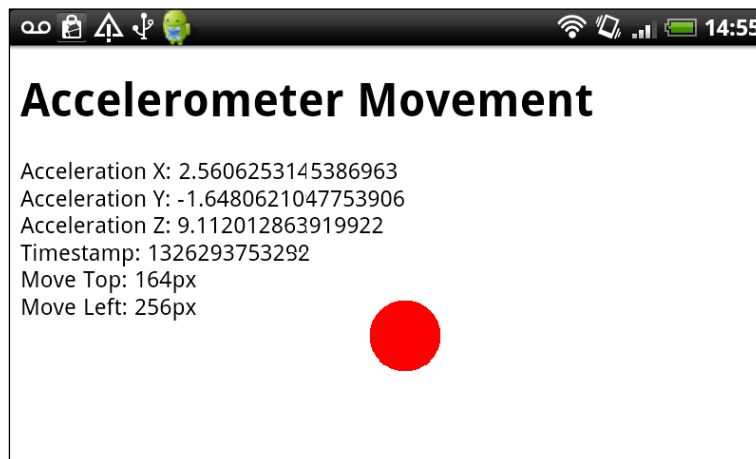 14:55
Accelerometer Movement
Acceleration X: 2.5606253145386963
Acceleration Y: -1.6480621047753906
Acceleration Z: 9.112012863919922
Timestamp: 1326293753292
Move Top: 164px
Move Left: 256px